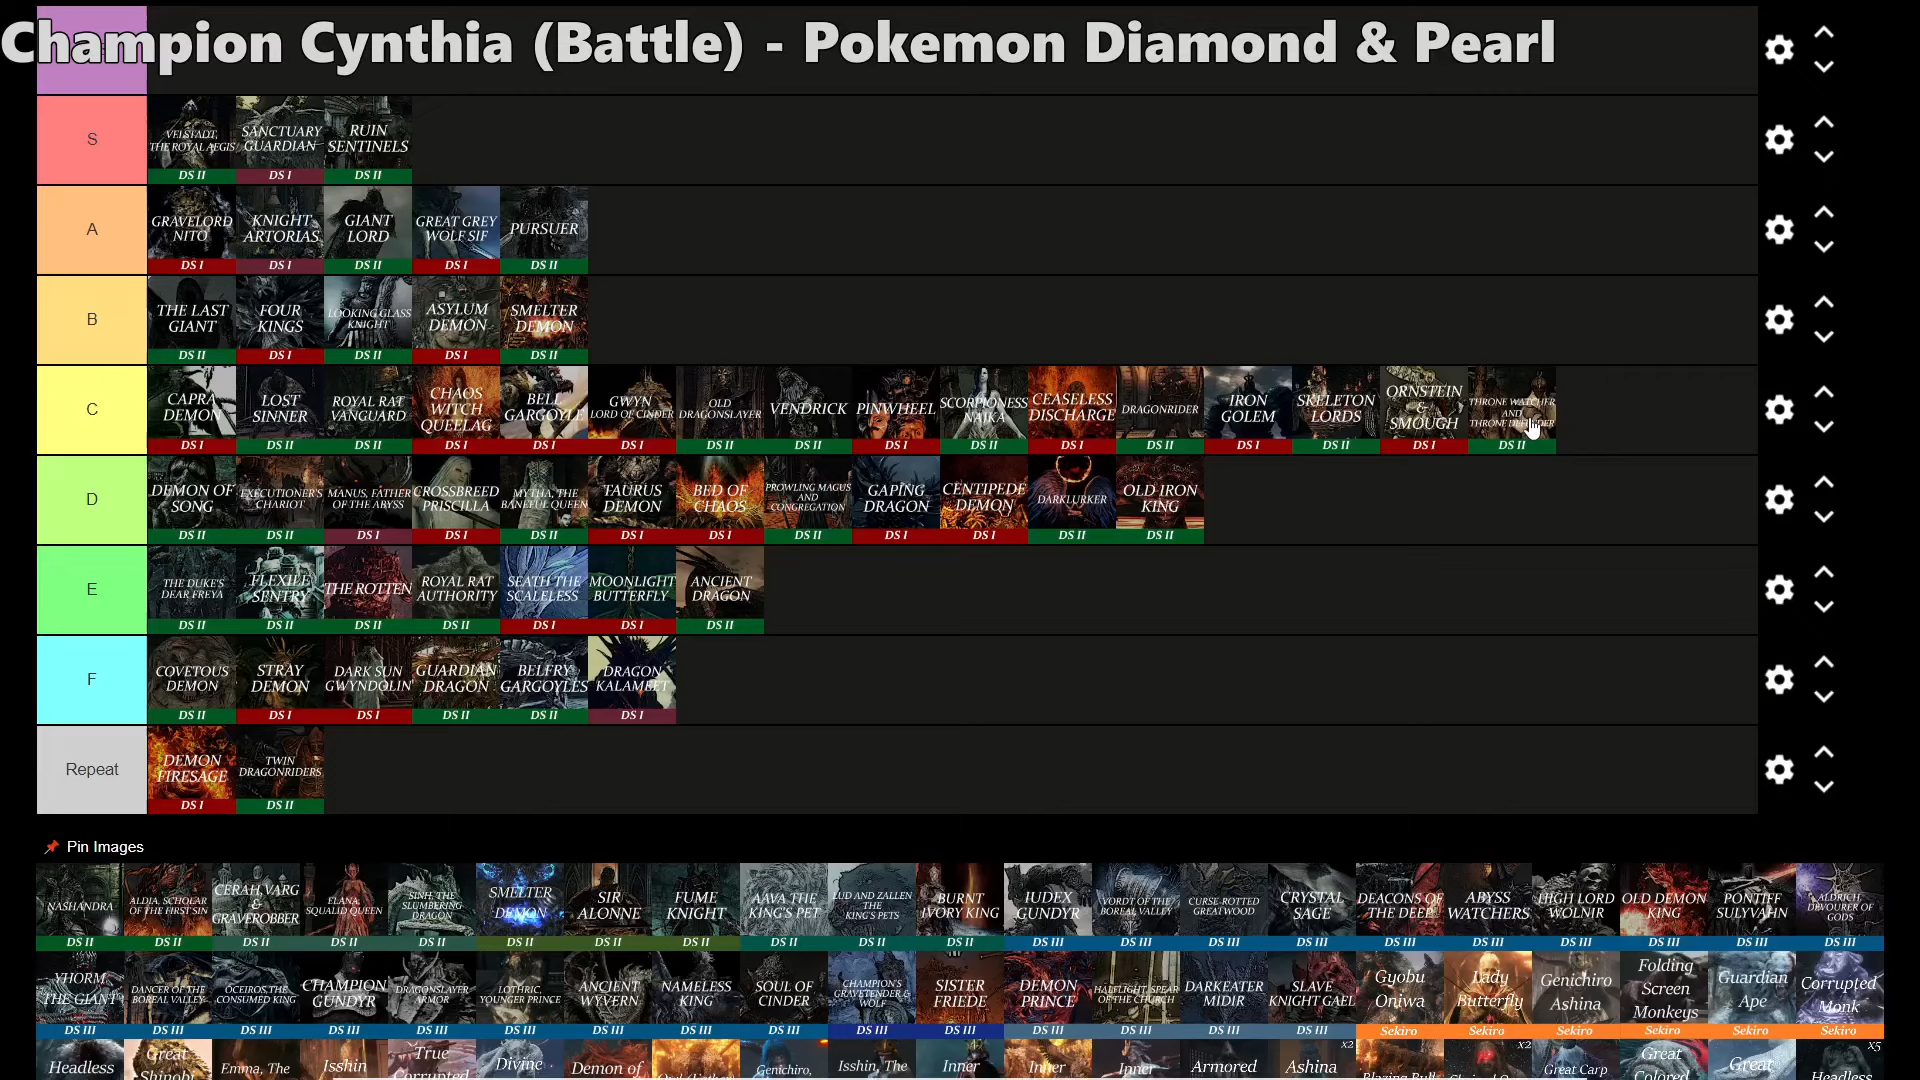 Champion Cynthia (Battle) - Pokemon Diamond & Pearl
S
VELSTADT, THE ROYAL AEGIS
DS II
SANCTUARY GUARDIAN
DS I
RUIN SENTINELS
DS II
A
GRAVELORD NITO
DS I
KNIGHT ARTORIAS
DS I
GIANT LORD
DS II
GREAT GREY WOLF SIF
DS I
PURSUER
DS II
B
THE LAST GIANT
DS II
FOUR KINGS
DS I
LOOKING GLASS KNIGHT
DS II
ASYLUM DEMON
DS I
SMELTER DEMON
DS II
C
CAPRA DEMON
DS I
LOST SINNER
DS II
ROYAL RAT VANGUARD
DS II
CHAOS WITCH QUEELAG
DS I
BELL GARGOYLE
DS I
GWYN LORD OF CINDER
DS I
OLD DRAGONSLAYER
DS II
VENDRICK
DS II
PINWHEEL
DS I
SCORPIONESS NAJKA
DS II
CEASELESS DISCHARGE
DS I
DRAGONRIDER
DS II
IRON GOLEM
DS I
SKELETON LORDS
DS II
ORNSTEIN & SMOUGH
DS I
THRONE WATCHER AND THRONE DEFENDER
DS II
D
DEMON OF SONG
DS II
EXECUTIONER'S CHARIOT
DS II
MANUS, FATHER OF THE ABYSS
DS I
CROSSBREED PRISCILLA
DS I
MYTHA, THE BANEFUL QUEEN
DS II
TAURUS DEMON
DS I
BED OF CHAOS
DS I
PROWLING MAGUS AND CONGREGATION
DS II
GAPING DRAGON
DS I
CENTIPEDE DEMON
DS I
DARKLURKER
DS II
OLD IRON KING
DS II
E
THE DUKE'S DEAR FREYA
DS II
FLEXILE SENTRY
DS II
THE ROTTEN
DS II
ROYAL RAT AUTHORITY
DS II
SEATH THE SCALELESS
DS I
MOONLIGHT BUTTERFLY
DS I
ANCIENT DRAGON
DS II
F
COVETOUS DEMON
DS II
STRAY DEMON
DS I
DARK SUN GWYNDOLIN
DS I
GUARDIAN DRAGON
DS II
BELFRY GARGOYLES
DS II
DRAGON KALAMEET
DS I
Repeat
DEMON FIRESAGE
DS I
TWIN DRAGONRIDERS
DS II
Pin Images
NASHANDRA
DS II
ALDIA, SCHOLAR OF THE FIRST SIN
DS II
CERAH, VARG & GRAVEROBBER
DS II
ELANA, SQUALID QUEEN
DS II
SINH, THE SLUMBERING DRAGON
DS II
SMELTER DEMON
DS II
SIR ALONNE
DS II
FUME KNIGHT
DS II
AAVA THE KING'S PET
DS II
LUD AND ZALLEN THE KING'S PETS
DS II
BURNT IVORY KING
DS II
IUDEX GUNDYR
DS III
VORDT OF THE BOREAL VALLEY
DS III
CURSE-ROTTED GREATWOOD
DS III
CRYSTAL SAGE
DS III
DEACONS OF THE DEEP
DS III
ABYSS WATCHERS
DS III
HIGH LORD WOLNIR
DS III
OLD DEMON KING
DS III
PONTIFF SULYVAHN
DS III
ALDRICH, DEVOURER OF GODS
DS III
YHORM THE GIANT
DS III
DANCER OF THE BOREAL VALLEY
DS III
OCEIROS, THE CONSUMED KING
DS III
CHAMPION GUNDYR
DS III
DRAGONSLAYER ARMOR
DS III
LOTHRIC, YOUNGER PRINCE
DS III
ANCIENT WYVERN
DS III
NAMELESS KING
DS III
SOUL OF CINDER
DS III
CHAMPION'S GRAVETENDER & WOLF
DS III
SISTER FRIEDE
DS III
DEMON PRINCE
DS III
HALFLIGHT, SPEAR OF THE CHURCH
DS III
DARKEATER MIDIR
DS III
SLAVE KNIGHT GAEL
DS III
Gyobu Oniwa
Sekiro
Lady Butterfly
Sekiro
Genichiro Ashina
Sekiro
Folding Screen Monkeys
Sekiro
Guardian Ape
Sekiro
Corrupted Monk
Sekiro
Headless
Great Shinobi
Emma, The
Isshin
True Corrupted
Divine
Demon of
Genichiro,
Isshin, The
Inner
Inner
Inner
Armored
Ashina
x2
x2
Great Carp
Great Colored
Great
Headless
x5